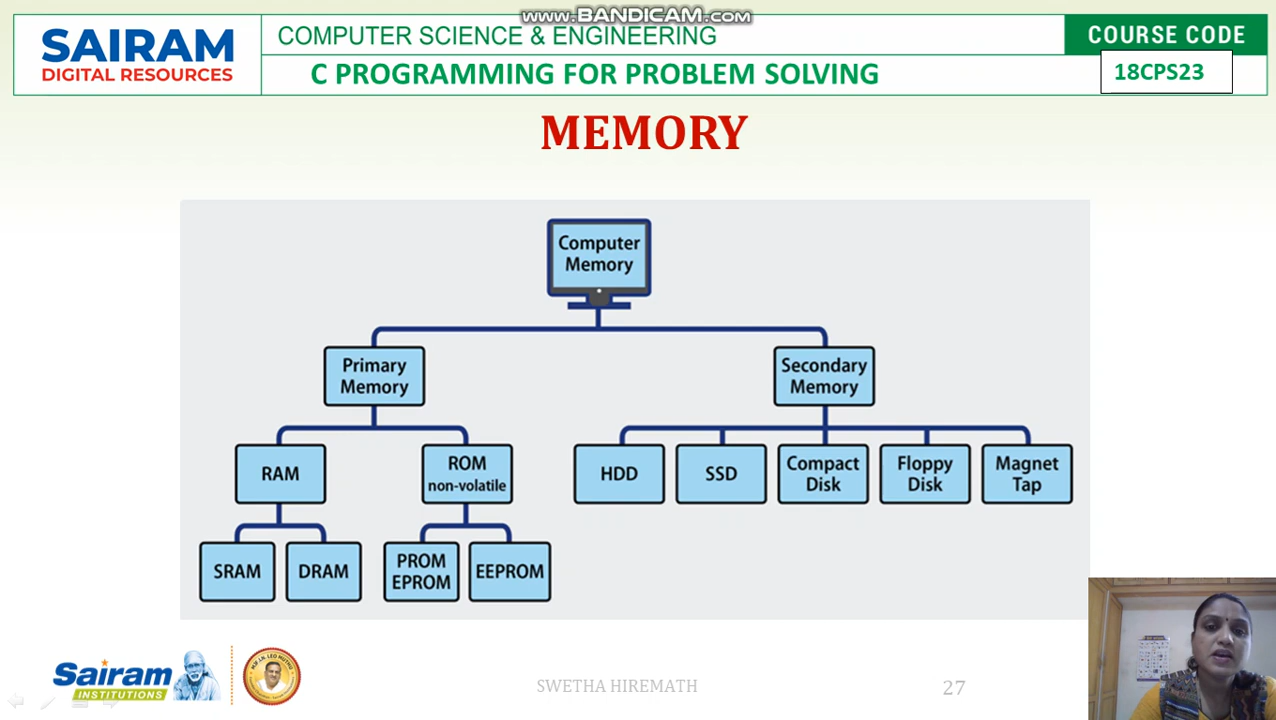 www.BANDICAM.com
SAIRAM
DIGITAL RESOURCES
COMPUTER SCIENCE & ENGINEERING
COURSE CODE
C PROGRAMMING FOR PROBLEM SOLVING
18CPS23
MEMORY
Computer
Memory
Primary
Memory
Secondary
Memory
RAM
ROM
non-volatile
HDD
SSD
Compact
Disk
Floppy
Disk
Magnet
Tap
SRAM
DRAM
PROM
EPROM
EEPROM
Sairam
INSTITUTIONS
SWETHA HIREMATH
27